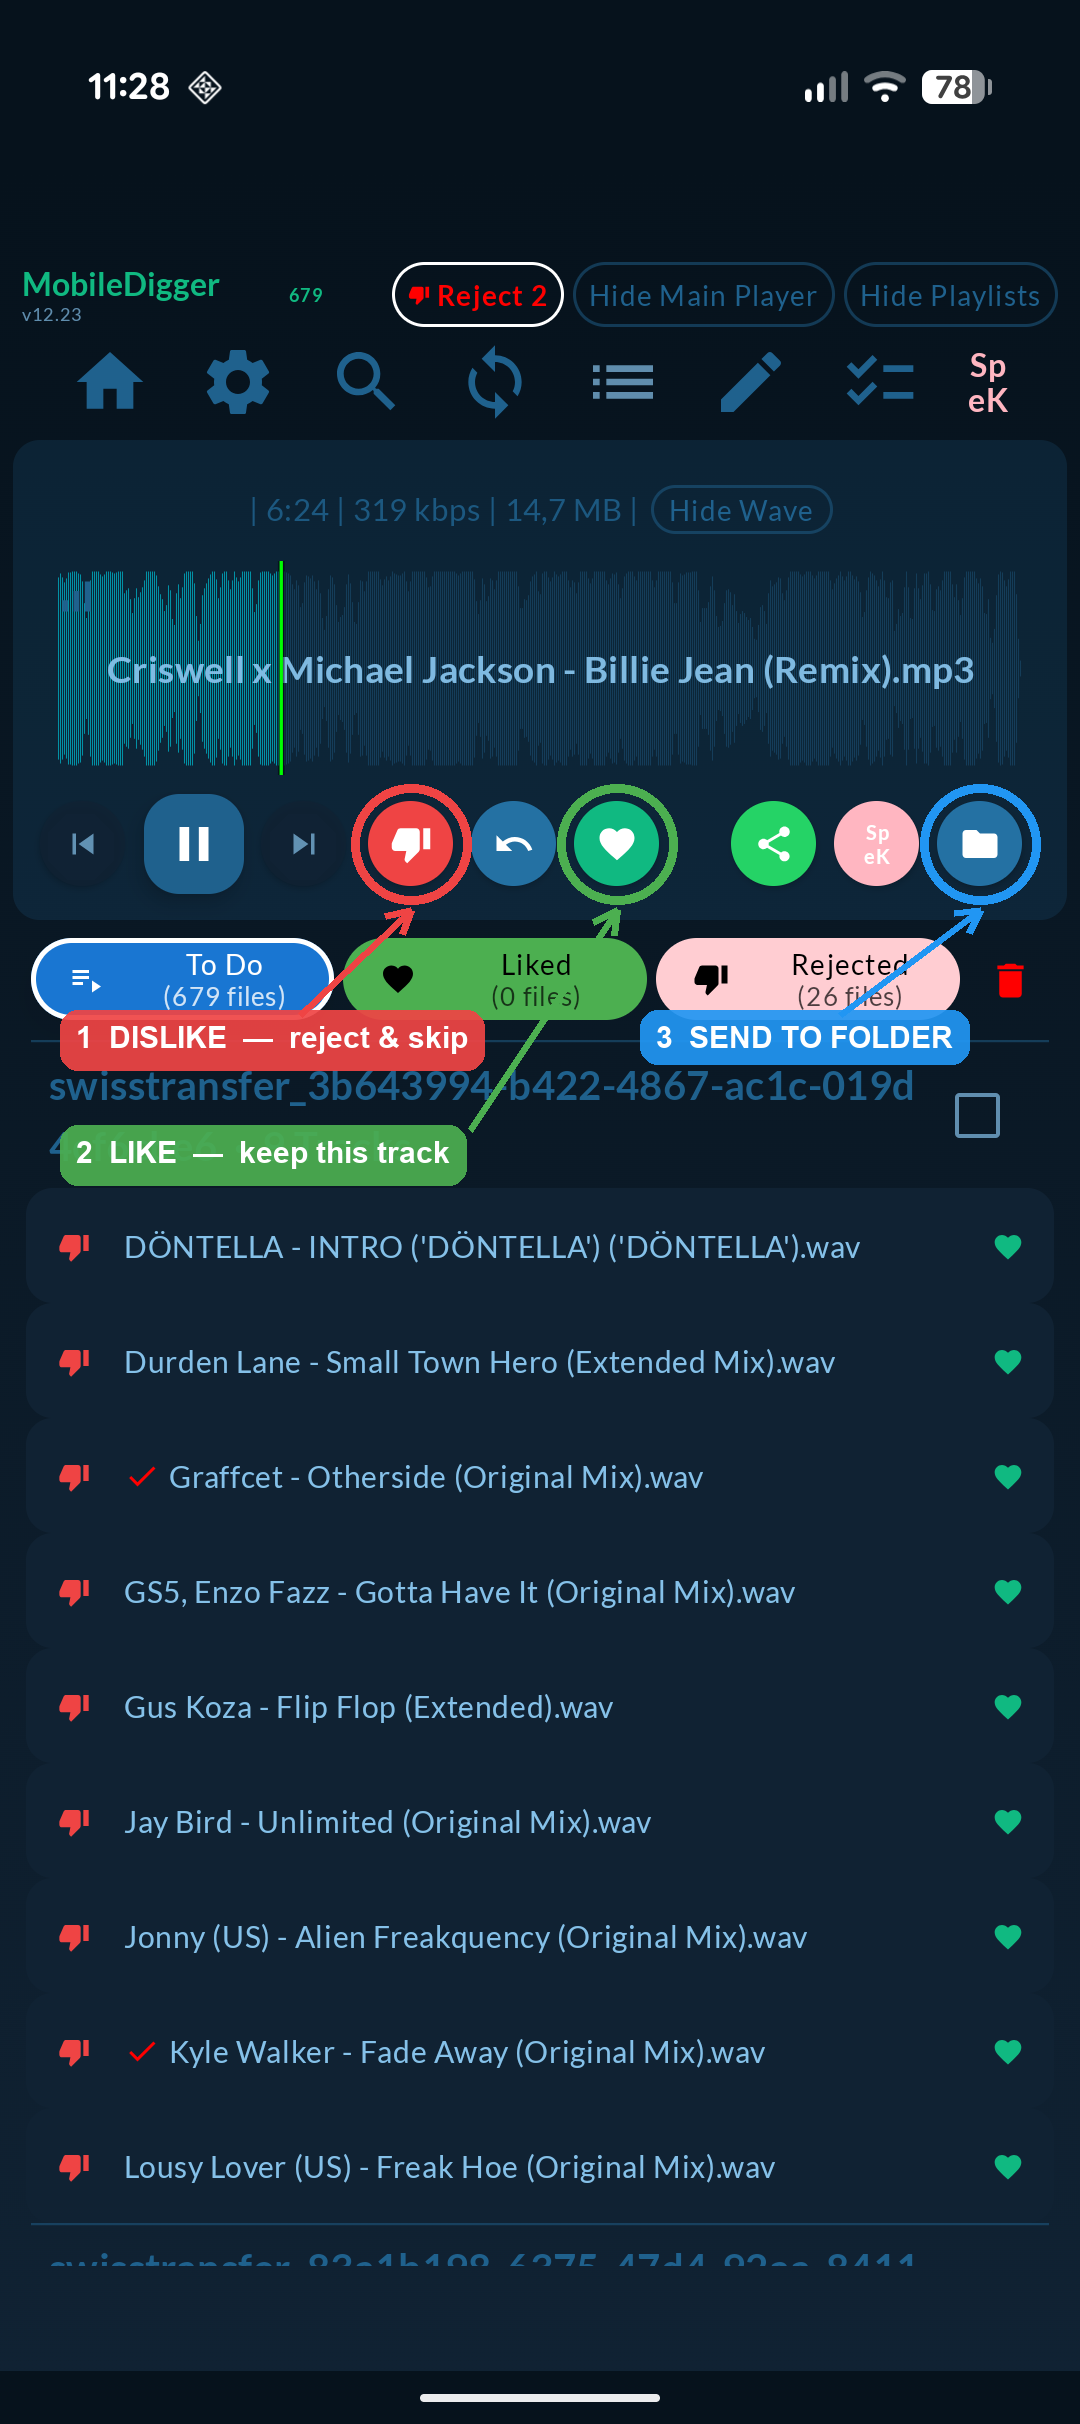 11:28
78
MobileDigger
v12.23
679
Reject 2
Hide Main Player
Hide Playlists
Sp
eK
| 6:24 | 319 kbps | 14,7 MB |
Hide Wave
Criswell x Michael Jackson - Billie Jean (Remix).mp3
Sp
eK
To Do
(679 files)
Liked
(0 files)
Rejected
(26 files)
1 DISLIKE — reject & skip
3 SEND TO FOLDER
swisstransfer_3b643994-b422-4867-ac1c-019d
2 LIKE — keep this track
DÖNTELLA - INTRO ('DÖNTELLA') ('DÖNTELLA').wav
Durden Lane - Small Town Hero (Extended Mix).wav
Graffcet - Otherside (Original Mix).wav
GS5, Enzo Fazz - Gotta Have It (Original Mix).wav
Gus Koza - Flip Flop (Extended).wav
Jay Bird - Unlimited (Original Mix).wav
Jonny (US) - Alien Freakquency (Original Mix).wav
Kyle Walker - Fade Away (Original Mix).wav
Lousy Lover (US) - Freak Hoe (Original Mix).wav